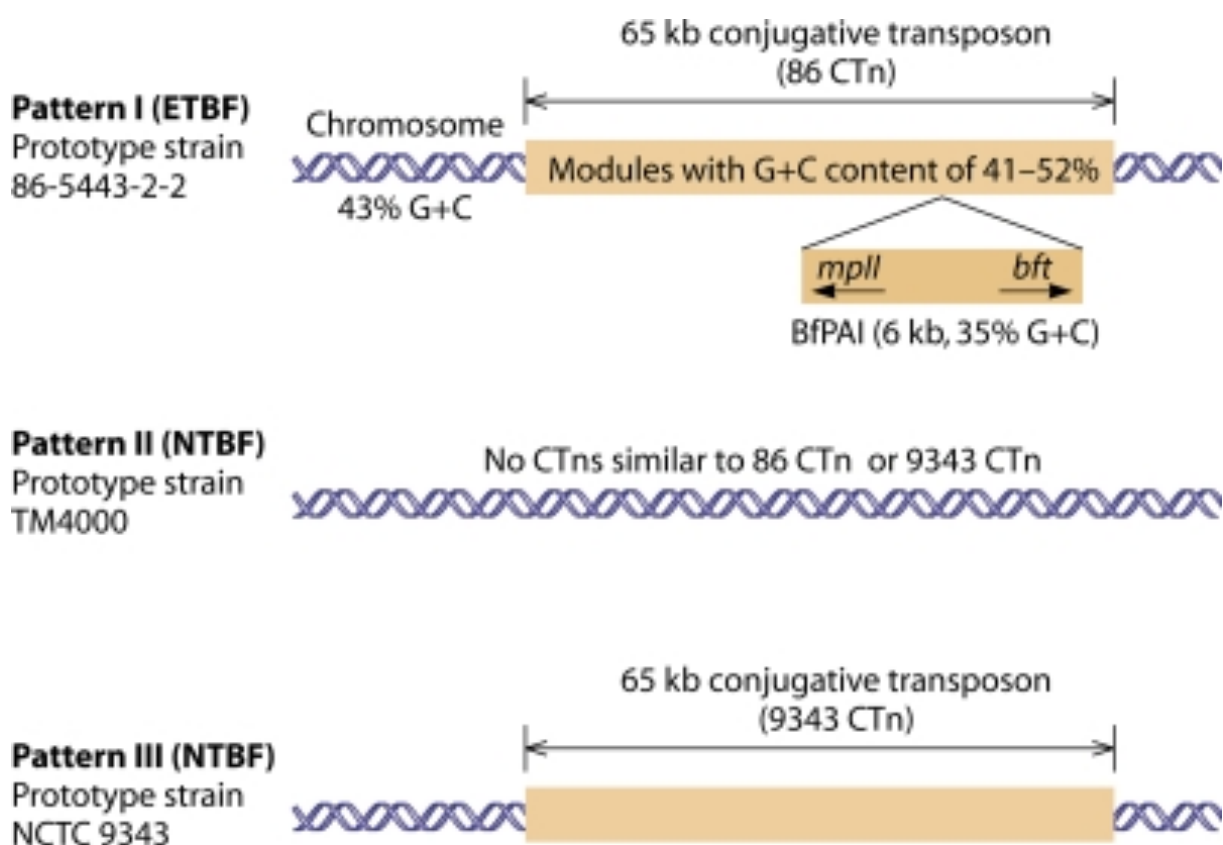 65 kb conjugative transposon
(86 CTn)
Pattern I (ETBF)
Prototype strain
86-5443-2-2
Chromosome
43% G+C
Modules with G+C content of 41–52%
mpII
bft
BfPAI (6 kb, 35% G+C)
Pattern II (NTBF)
Prototype strain
TM4000
No CTns similar to 86 CTn or 9343 CTn
65 kb conjugative transposon
(9343 CTn)
Pattern III (NTBF)
Prototype strain
NCTC 9343